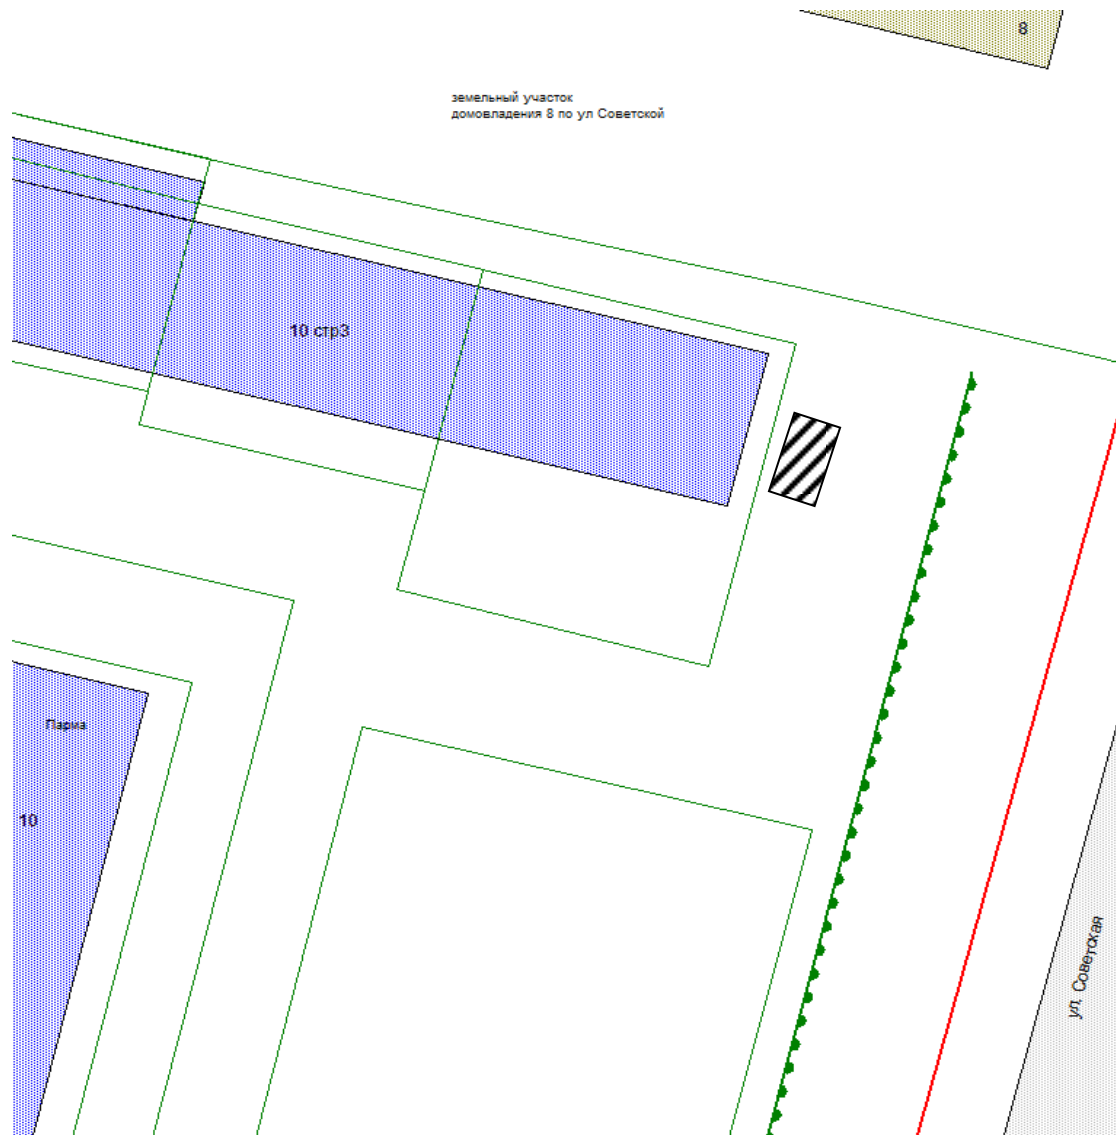 8
земельный участок
домовладения 8 по ул Советской
10 стр3
Парма
10
ул. Советская